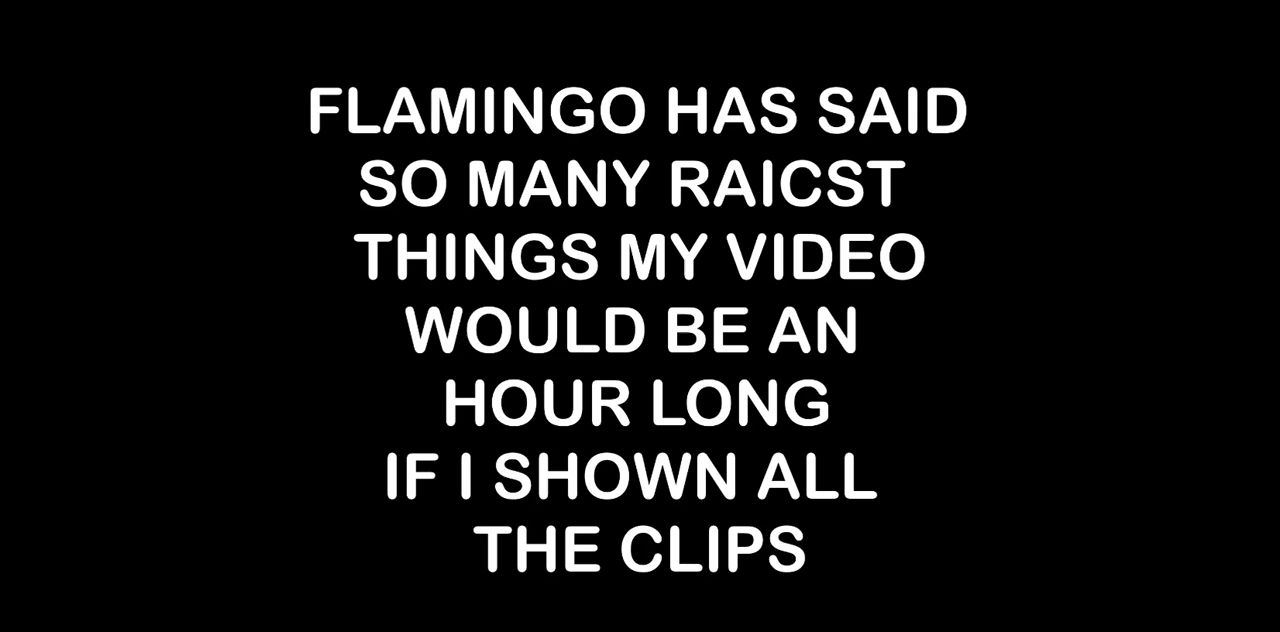 FLAMINGO HAS SAID
SO MANY RAICST
THINGS MY VIDEO
WOULD BE AN
HOUR LONG
IF I SHOWN ALL
THE CLIPS